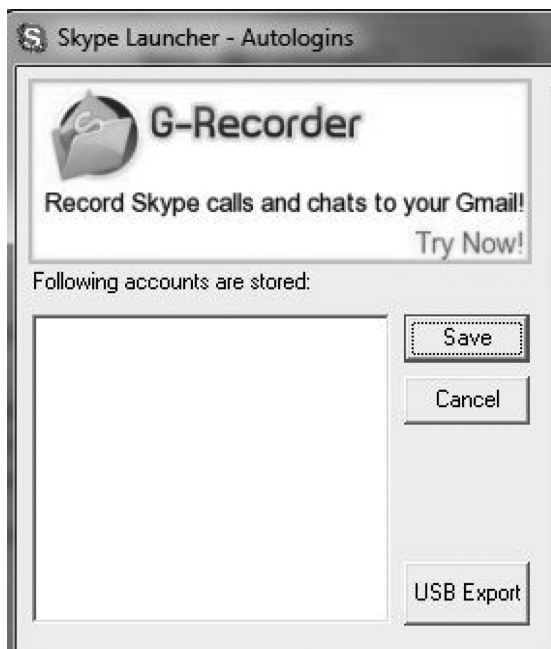 Skype Launcher - Autologins
G-Recorder
Record Skype calls and chats to your Gmail!
Try Now!
Following accounts are stored:
Save
Cancel
USB Export